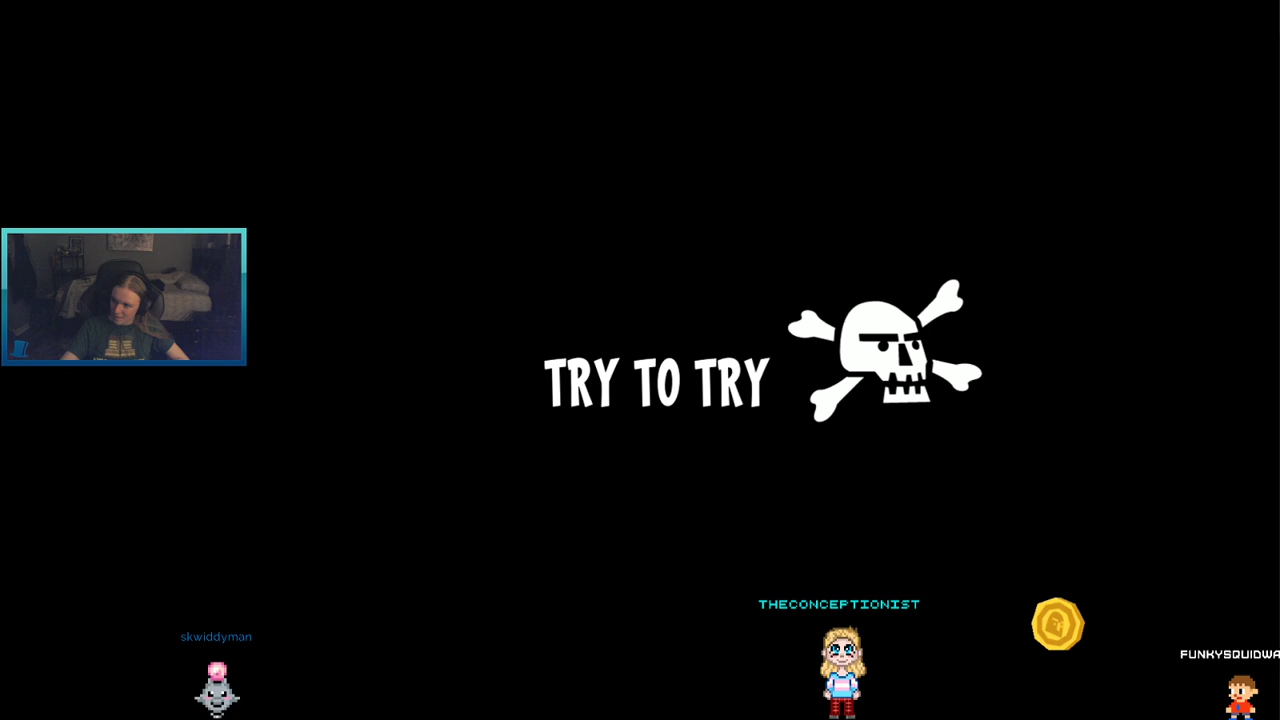 TRY TO TRY
THECONCEPTIONIST
skwiddyman
FUNKYSQUIDWA